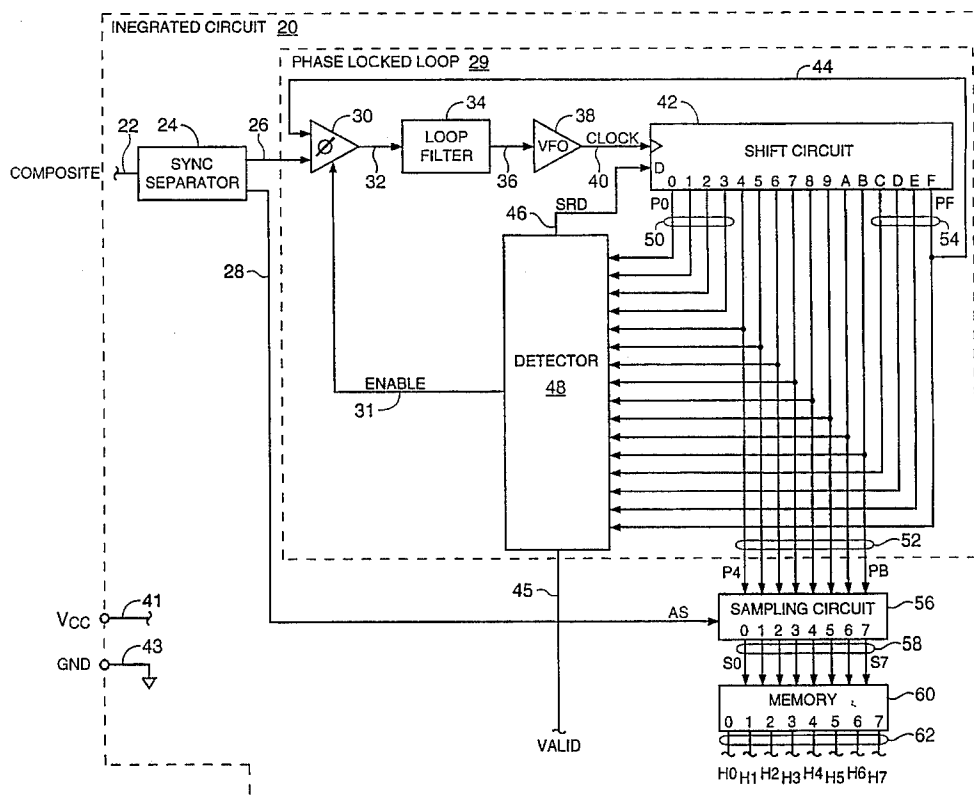 INEGRATED CIRCUIT 20
PHASE LOCKED LOOP 29
44
22
24
26
30
34
38
42
COMPOSITE
SYNC
SEPARATOR
Ø
32
LOOP
FILTER
36
VFO
CLOCK
40
SHIFT CIRCUIT
D
0 1 2 3 4 5 6 7 8 9 A B C D E F
P0
PF
50
54
SRD
46
28
DETECTOR
48
ENABLE
31
52
P4
PB
45
VCC
41
AS
SAMPLING CIRCUIT
0 1 2 3 4 5 6 7
56
58
S0
S7
GND
43
MEMORY
0 1 2 3 4 5 6 7
60
62
VALID
H0 H1 H2 H3 H4 H5 H6 H7